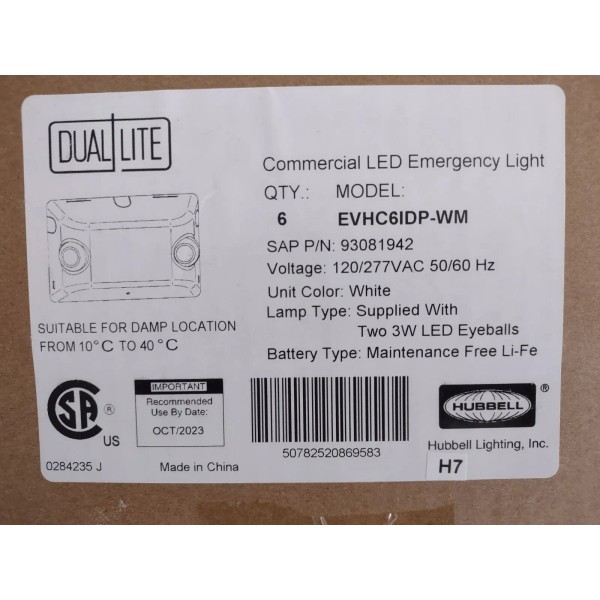 DUAL LITE
Commercial LED Emergency Light
QTY.: MODEL:
6 EVHC6IDP-WM
SAP P/N: 93081942
Voltage: 120/277VAC 50/60 Hz
Unit Color: White
Lamp Type: Supplied With
Two 3W LED Eyeballs
Battery Type: Maintenance Free Li-Fe
SUITABLE FOR DAMP LOCATION
FROM 10°C TO 40°C
SA ®
US
0284235 J
IMPORTANT
Recommended
Use By Date:
OCT/2023
Made in China
50782520869583
HUBBELL ®
Hubbell Lighting, Inc.
H7